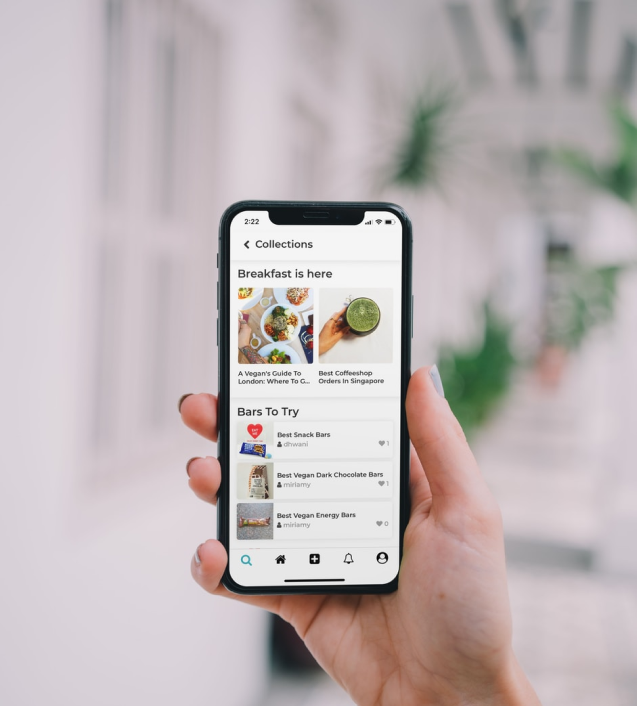 2:22
Collections
Breakfast is here
A Vegan's Guide To
London: Where To G...
Best Coffeeshop
Orders In Singapore
Bars To Try
Best Snack Bars
dhwani
1
Best Vegan Dark Chocolate Bars
miriamy
1
Best Vegan Energy Bars
miriamy
0